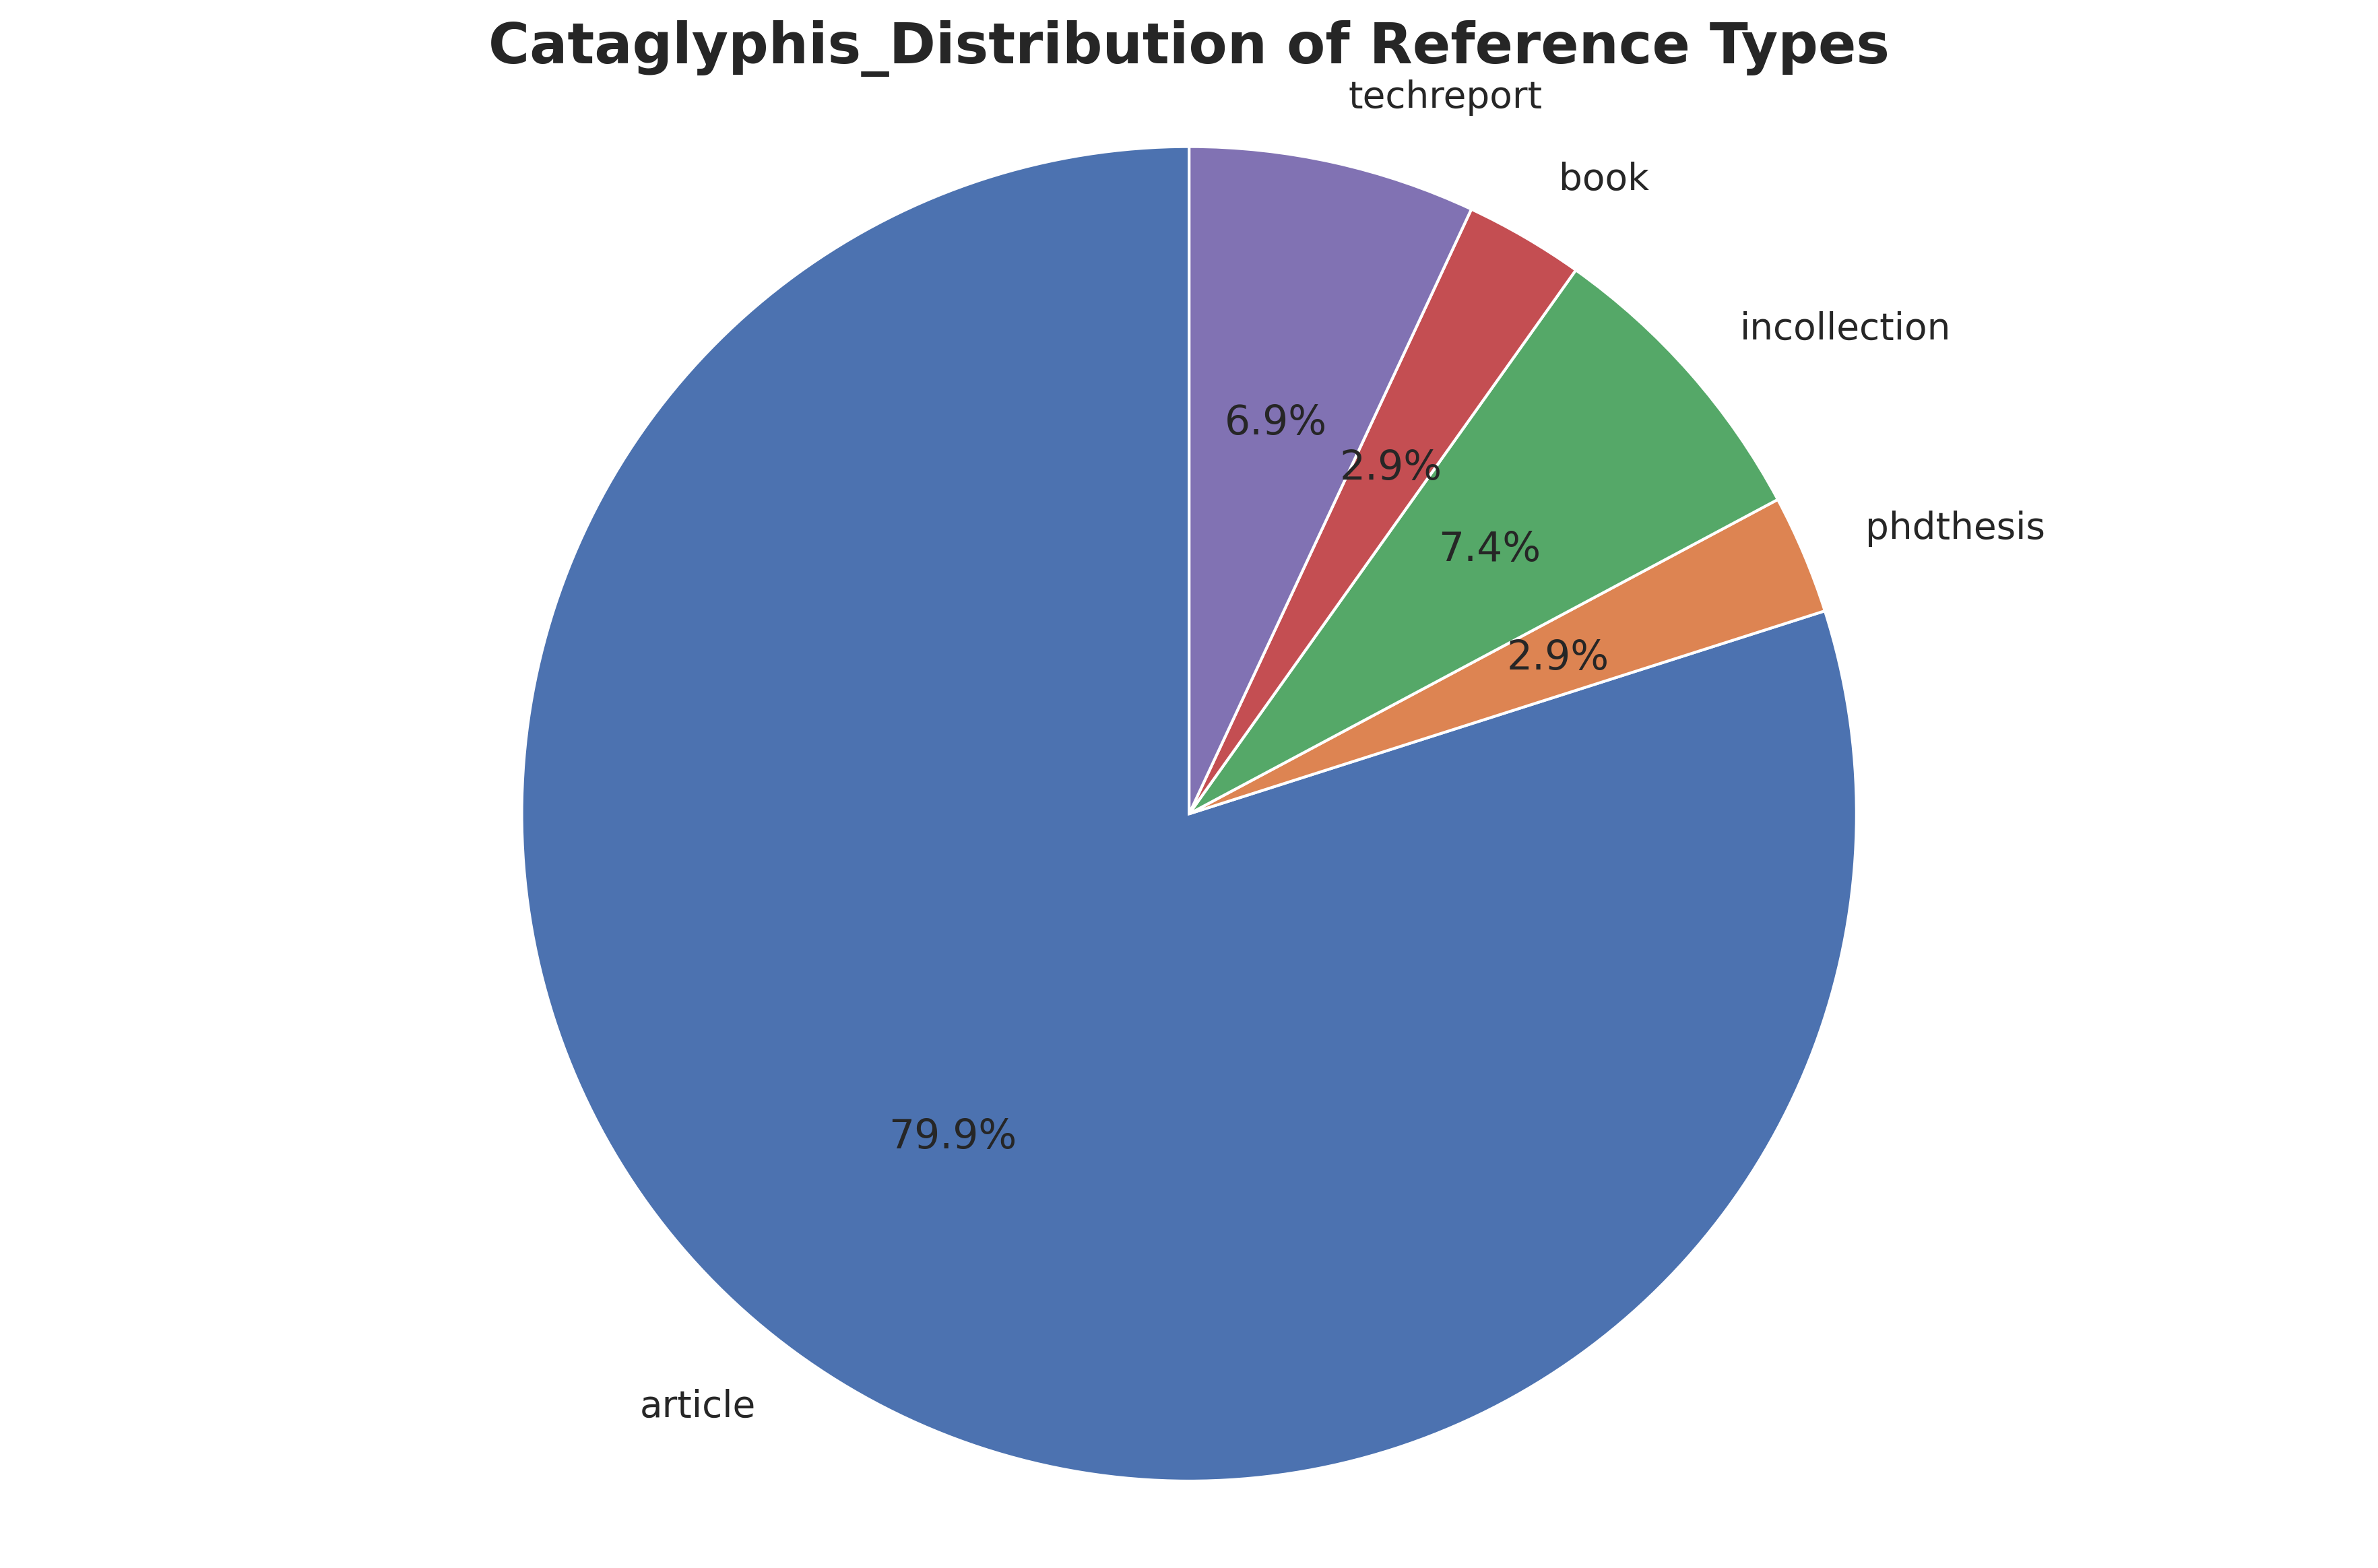 Cataglyphis_Distribution of Reference Types
techreport
book
incollection
phdthesis
6.9%
2.9%
7.4%
2.9%
79.9%
article